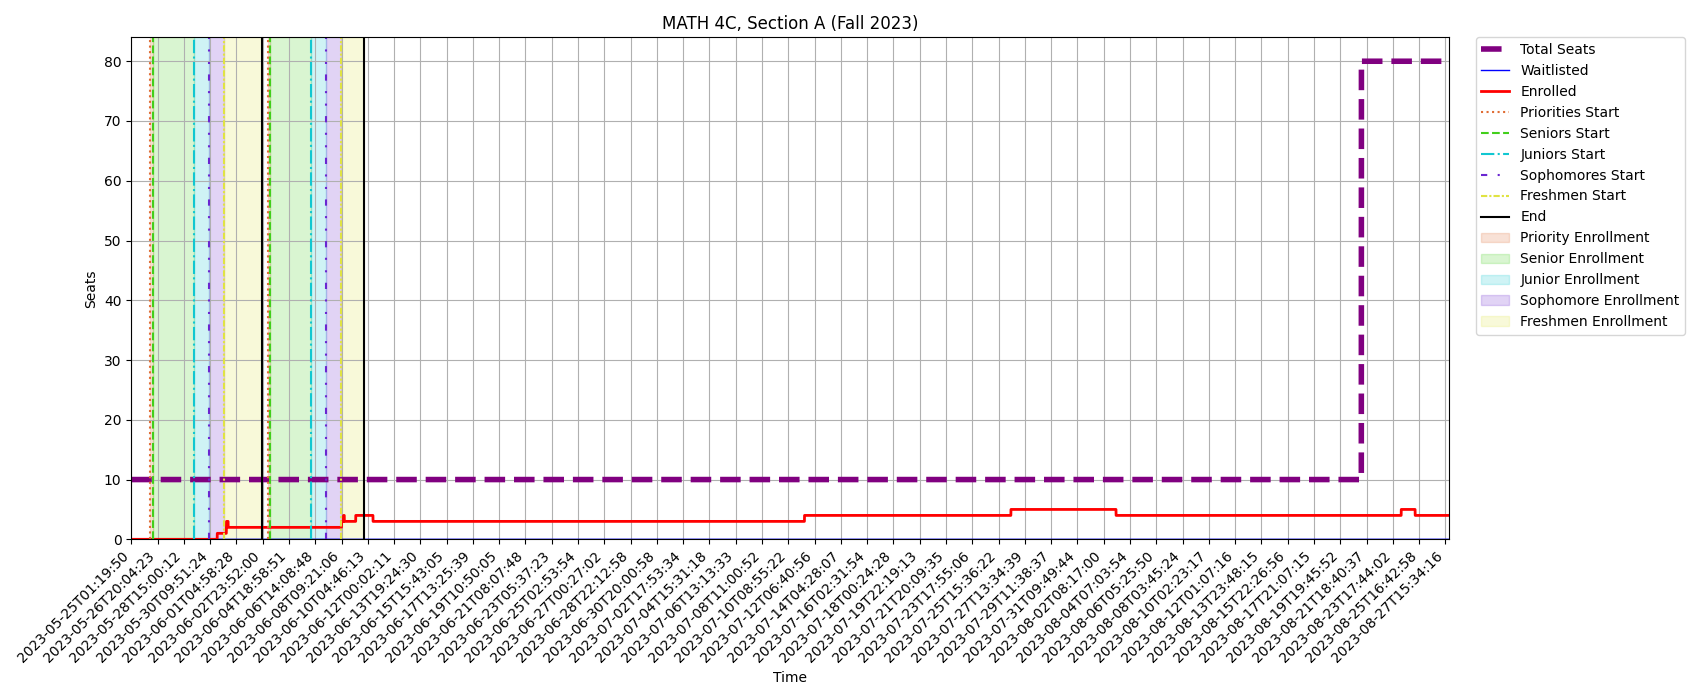 MATH 4C, Section A (Fall 2023)
Seats
80
70
60
50
40
30
20
10
0
2023-05-25T01:19:50
2023-05-26T20:04:23
2023-05-28T15:00:12
2023-05-30T09:51:24
2023-06-01T04:58:28
2023-06-02T23:52:00
2023-06-04T18:58:51
2023-06-06T14:08:48
2023-06-08T09:21:06
2023-06-10T04:46:13
2023-06-12T00:02:11
2023-06-13T19:24:30
2023-06-15T15:43:05
2023-06-17T13:25:39
2023-06-19T10:50:05
2023-06-21T08:07:48
2023-06-23T05:37:23
2023-06-25T02:53:54
2023-06-27T00:27:02
2023-06-28T22:12:58
2023-06-30T20:00:58
2023-07-02T17:53:34
2023-07-04T15:31:18
2023-07-06T13:13:33
2023-07-08T11:00:52
2023-07-10T08:55:22
2023-07-12T06:40:56
2023-07-14T04:28:07
2023-07-16T02:31:54
2023-07-18T00:24:28
2023-07-19T22:19:13
2023-07-21T20:09:35
2023-07-23T17:55:06
2023-07-25T15:36:22
2023-07-27T13:34:39
2023-07-29T11:38:37
2023-07-31T09:49:44
2023-08-02T08:17:00
2023-08-04T07:03:54
2023-08-06T05:25:50
2023-08-08T03:45:24
2023-08-10T02:23:17
2023-08-12T01:07:16
2023-08-13T23:48:15
2023-08-15T22:26:56
2023-08-17T21:07:15
2023-08-19T19:45:52
2023-08-21T18:40:37
2023-08-23T17:44:02
2023-08-25T16:42:58
2023-08-27T15:34:16
Time
Total Seats
Waitlisted
Enrolled
Priorities Start
Seniors Start
Juniors Start
Sophomores Start
Freshmen Start
End
Priority Enrollment
Senior Enrollment
Junior Enrollment
Sophomore Enrollment
Freshmen Enrollment